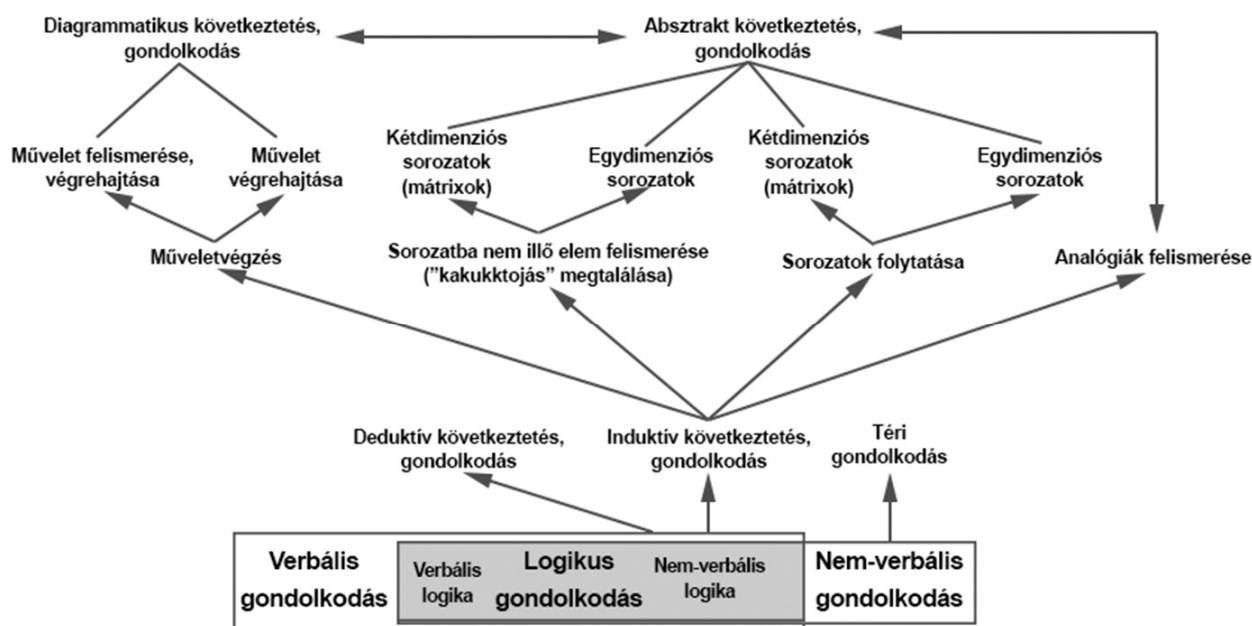 Diagrammatikus következtetés,
gondolkodás
Absztrakt következtetés,
gondolkodás
Művelet felismerése,
végrehajtása
Művelet
végrehajtása
Kétdimenziós
sorozatok
(mátrixok)
Egydimenziós
sorozatok
Kétdimenziós
sorozatok
(mátrixok)
Egydimenziós
sorozatok
Műveletvégzés
Sorozatba nem illő elem felismerése
("kakukktojás" megtalálása)
Sorozatok folytatása
Analógiák felismerése
Deduktív következtetés,
gondolkodás
Induktív következtetés,
gondolkodás
Téri
gondolkodás
Verbális
gondolkodás
Verbális
logika
Logikus
gondolkodás
Nem-verbális
logika
Nem-verbális
gondolkodás